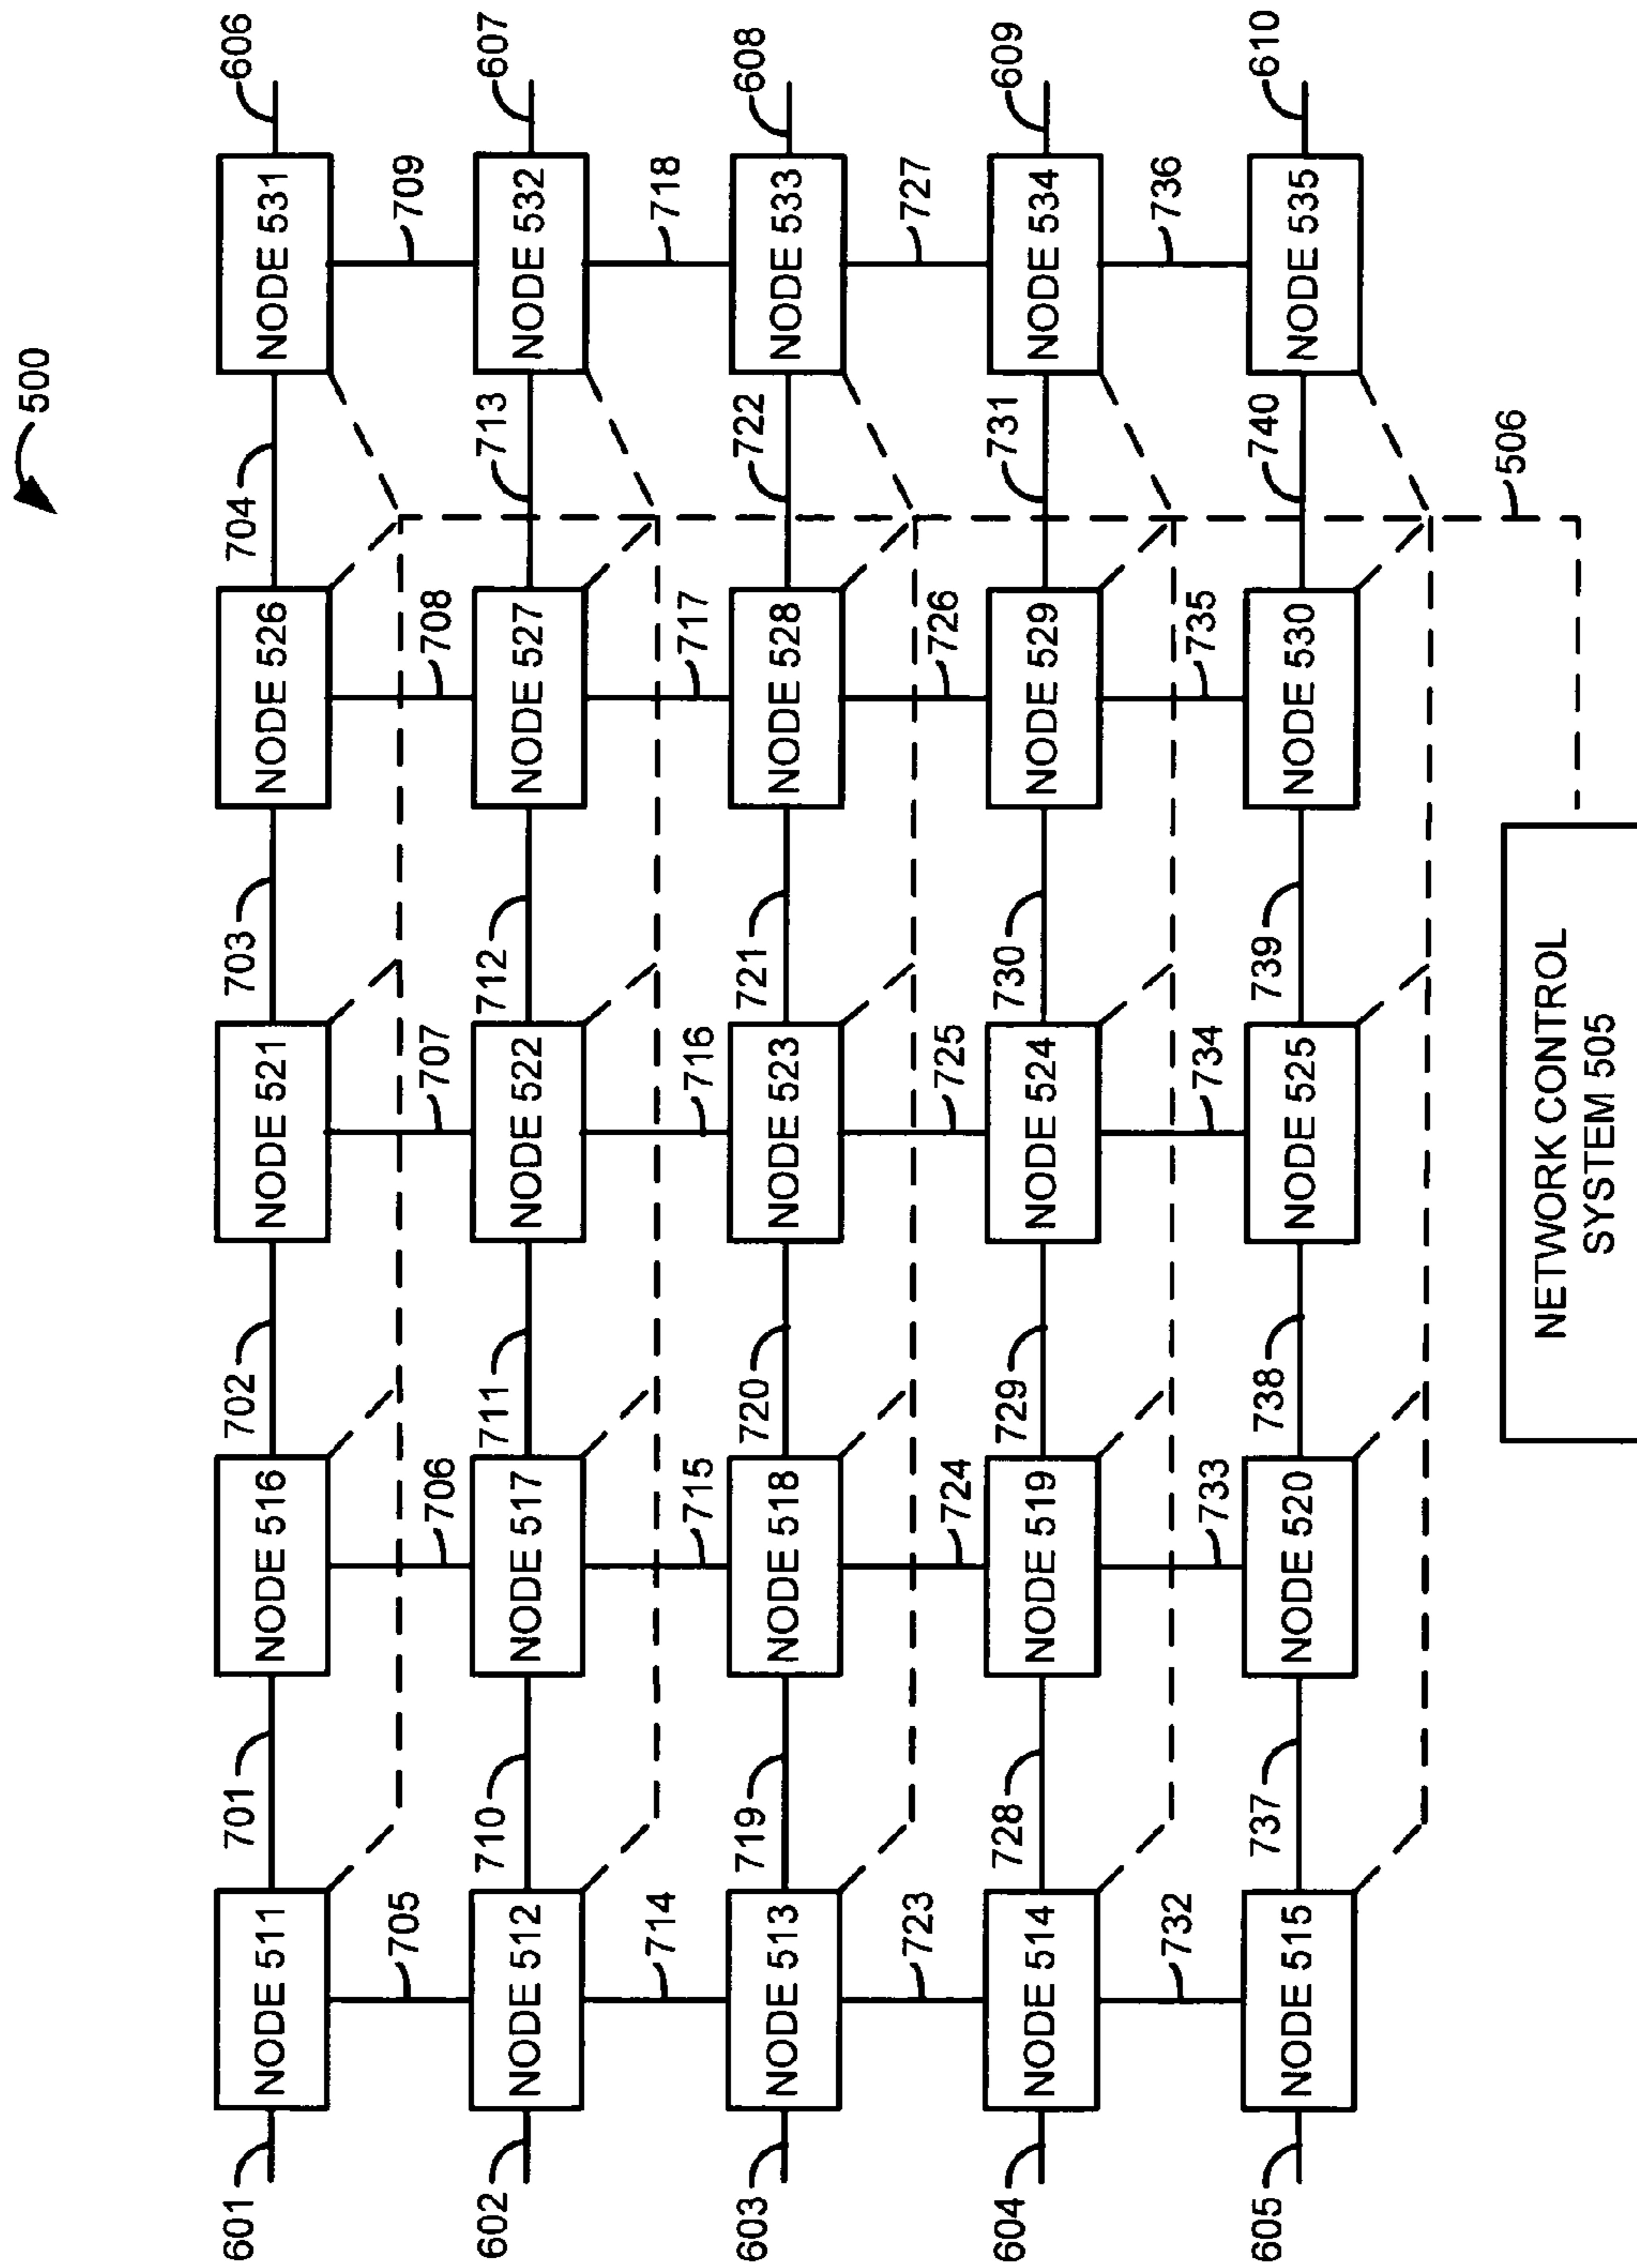 500
601
NODE 511
701
NODE 516
702
NODE 521
703
NODE 526
704
NODE 531
606
705
706
707
708
709
602
NODE 512
710
NODE 517
711
NODE 522
712
NODE 527
713
NODE 532
607
714
715
716
717
718
603
NODE 513
719
NODE 518
720
NODE 523
721
NODE 528
722
NODE 533
608
723
724
725
726
727
604
NODE 514
728
NODE 519
729
NODE 524
730
NODE 529
731
NODE 534
609
732
733
734
735
736
605
NODE 515
737
NODE 520
738
NODE 525
739
NODE 530
740
NODE 535
610
506
NETWORK CONTROL
SYSTEM 505